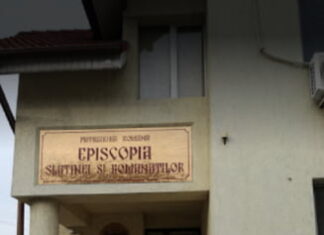 PATRIARHIA ROMÂNĂ
EPISCOPIA
SLATINEI ȘI ROMANAȚILOR